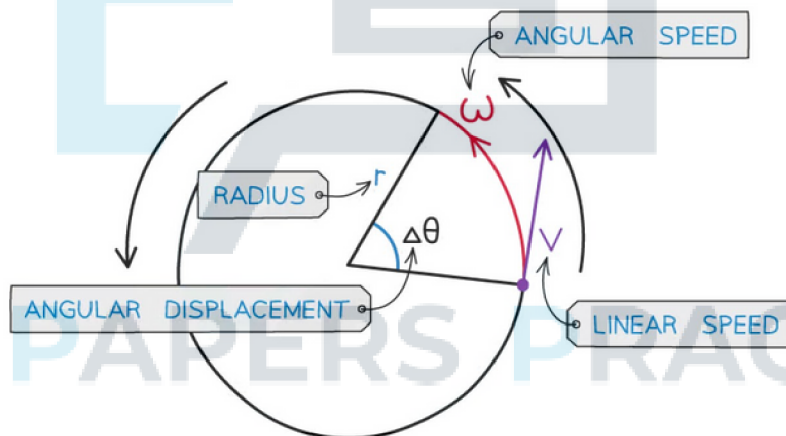 ANGULAR SPEED
ω
RADIUS
r
Δθ
V
ANGULAR DISPLACEMENT
LINEAR SPEED
PAPERS PRAC